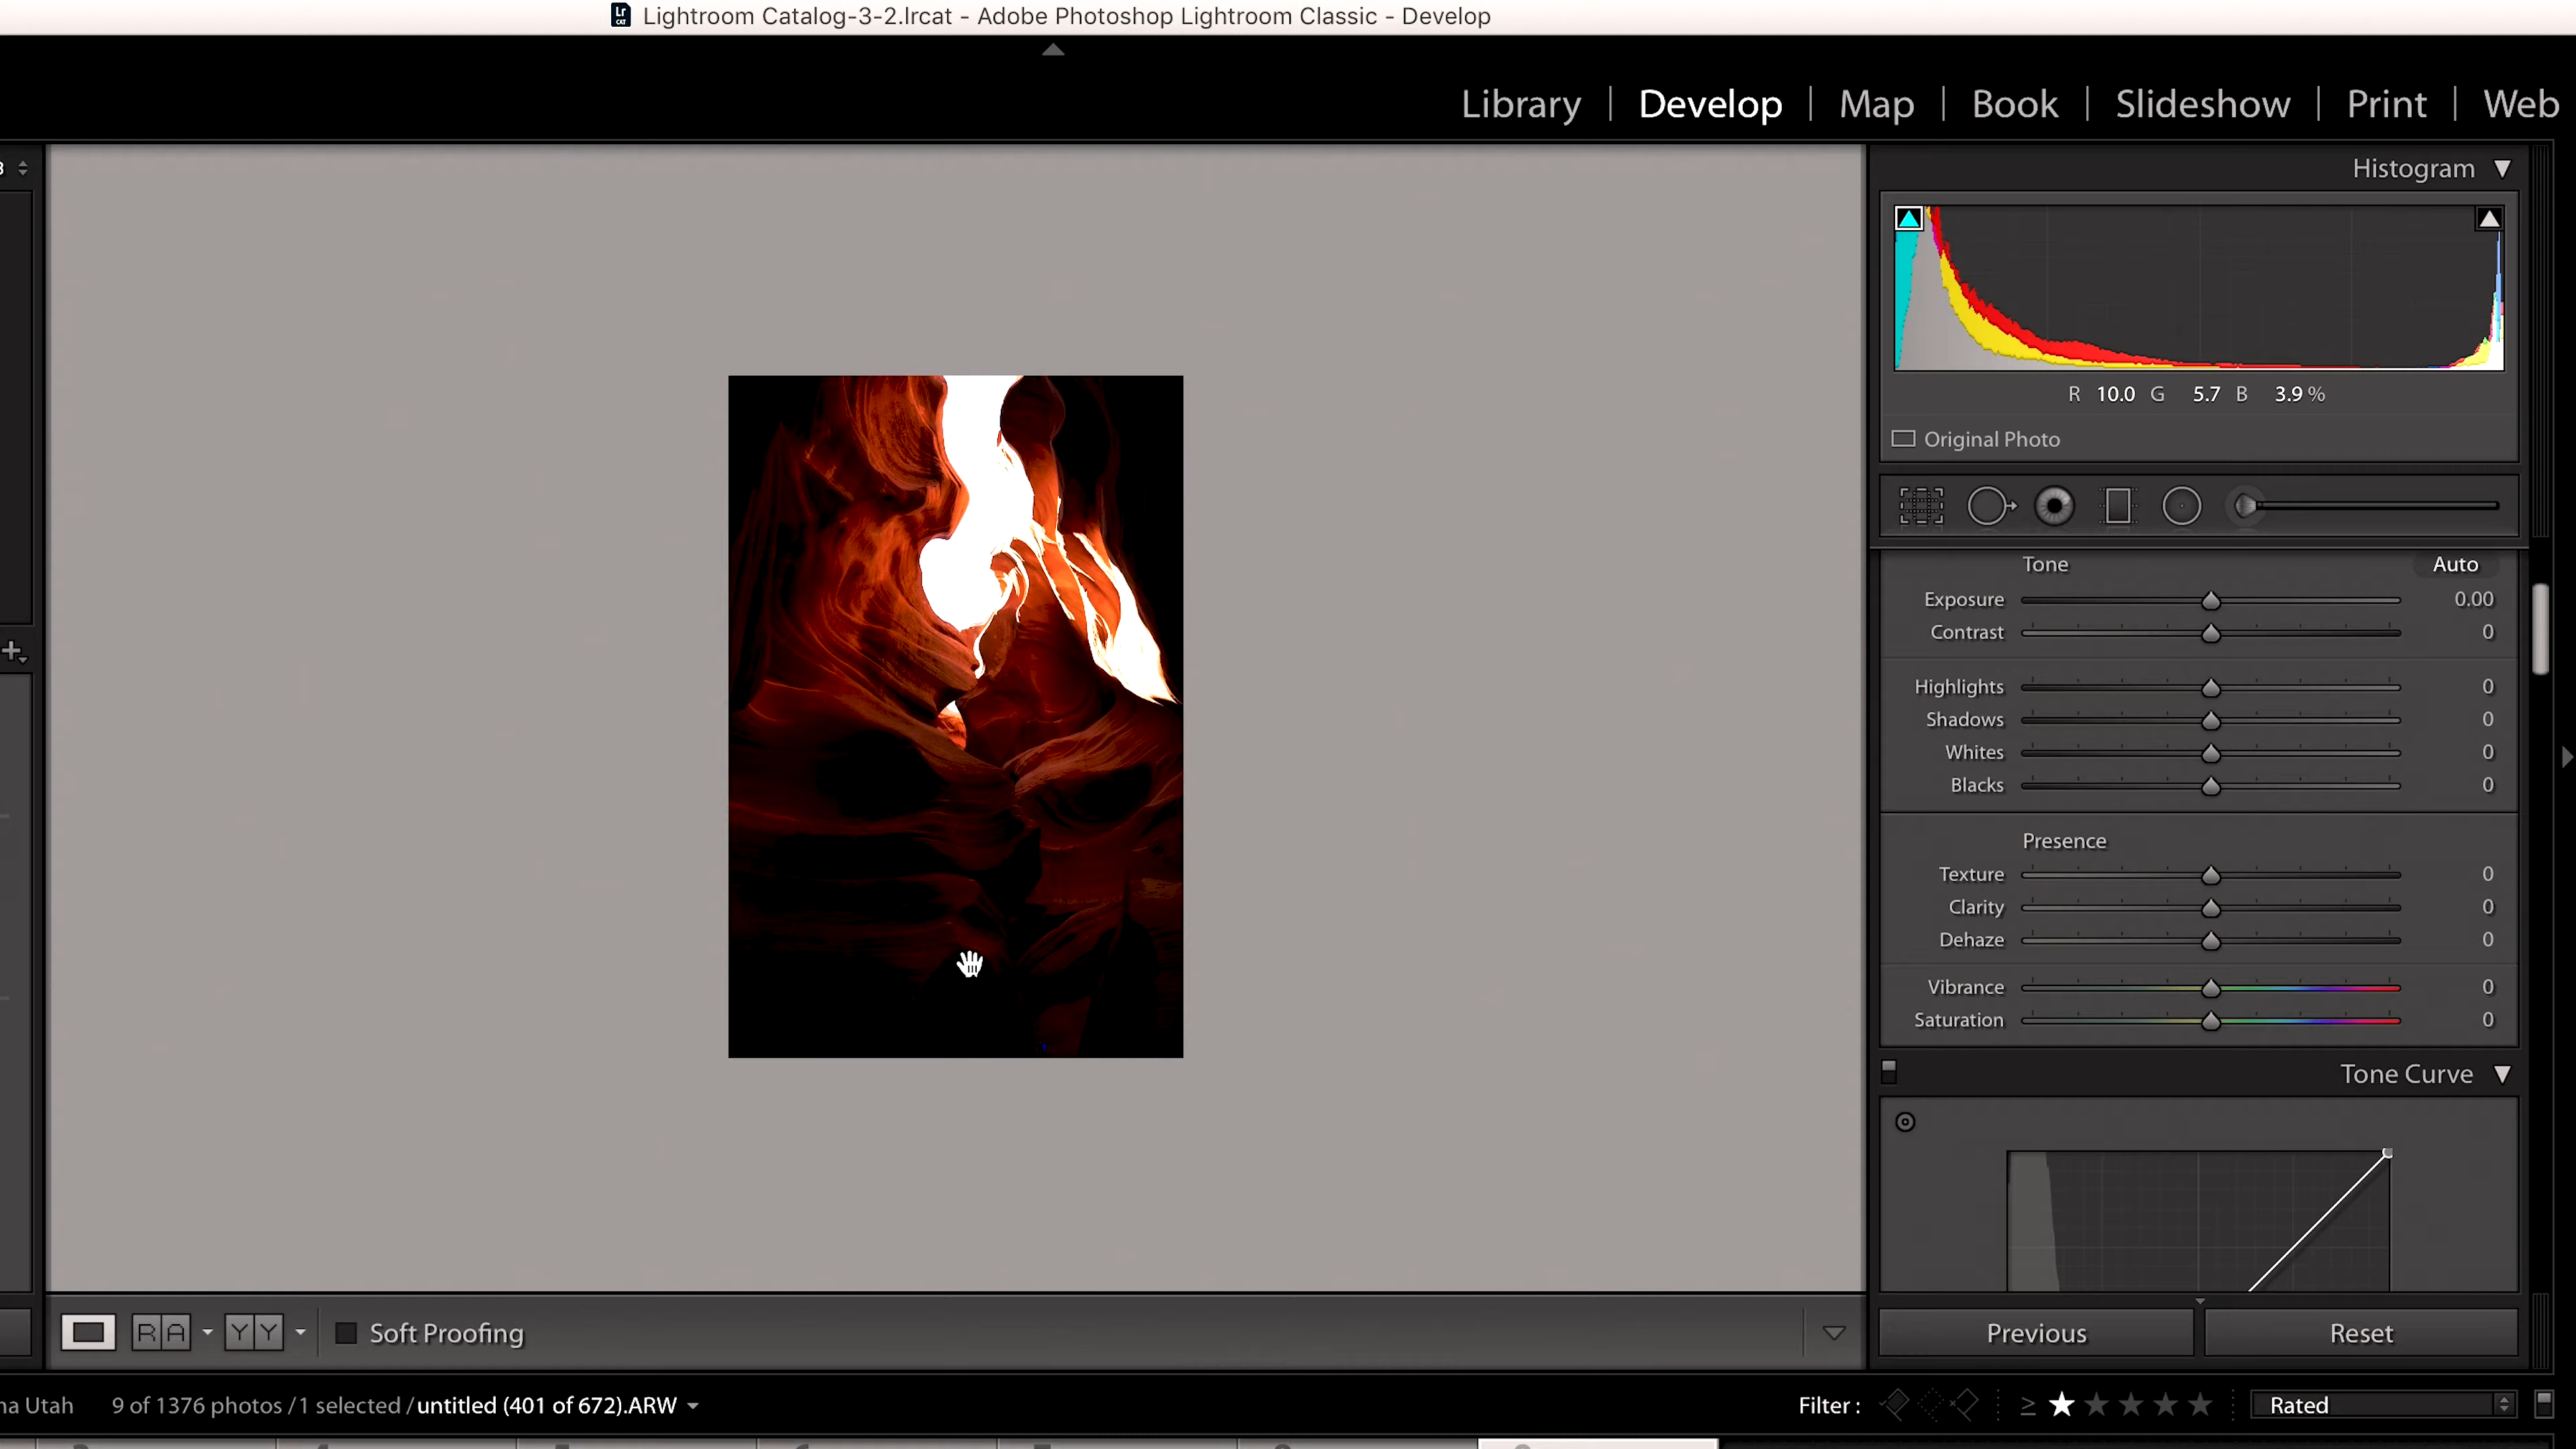 Lr
CAT
Lightroom Catalog-3-2.lrcat - Adobe Photoshop Lightroom Classic - Develop
Library | Develop | Map | Book | Slideshow | Print | Web
Histogram
R 10.0 G 5.7 B 3.9 %
Original Photo
Tone Auto
Exposure 0.00
Contrast 0
Highlights 0
Shadows 0
Whites 0
Blacks 0
Presence
Texture 0
Clarity 0
Dehaze 0
Vibrance 0
Saturation 0
Tone Curve
R A Y Y Soft Proofing
Previous Reset
na Utah 9 of 1376 photos / 1 selected / untitled (401 of 672).ARW
Filter : ≥ Rated